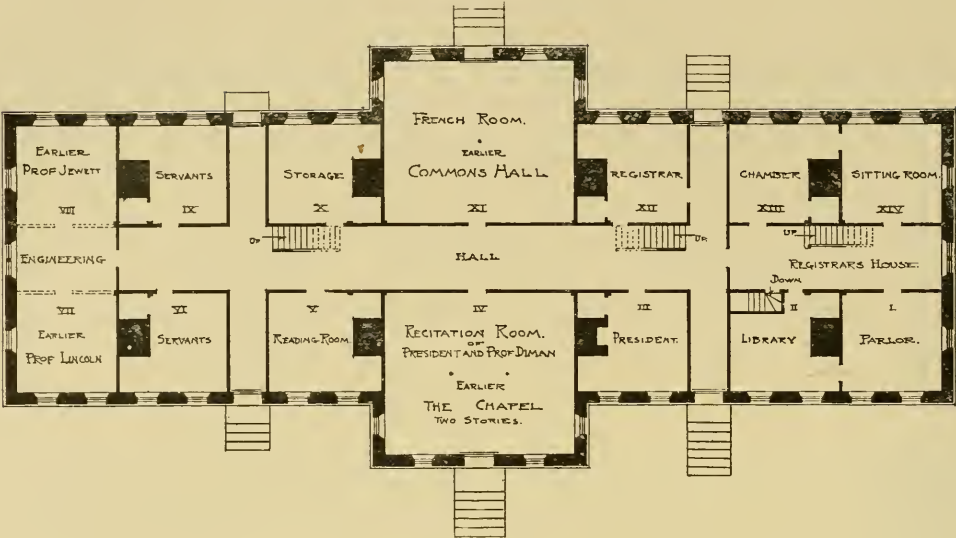 FRENCH ROOM.
EARLIER
COMMONS HALL
XI
EARLIER
PROF JEWETT
VIII
SERVANTS
IX
STORAGE
X
REGISTRAR
XII
CHAMBER
XIII
SITTING ROOM.
XIV
UP
UP
UP
ENGINEERING
HALL
REGISTRARS HOUSE.
DOWN
VII
EARLIER
PROF LINCOLN
VI
SERVANTS
V
READING-ROOM.
IV
RECITATION ROOM.
OF
PRESIDENT AND PROF DIMAN
EARLIER
THE CHAPEL
TWO STORIES.
III
PRESIDENT.
II
LIBRARY
I.
PARLOR.